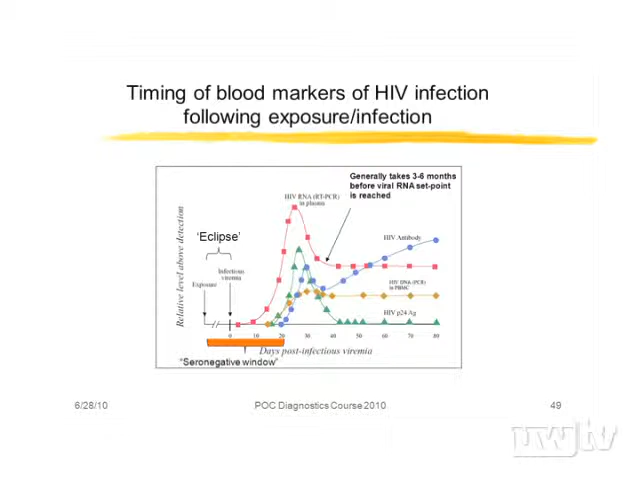 Timing of blood markers of HIV infection
following exposure/infection
Generally takes 3-6 months
before viral RNA set-point
is reached
HIV RNA (RT-PCR)
in plasma
'Eclipse'
HIV Antibody
Relative level above detection
Infectious
viremia
Exposure
HIV DNA (PCR)
in PBMC
HIV p24 Ag
0 10 20 30 40 50 60 70 80
Days post-infectious viremia
"Seronegative window"
6/28/10
POC Diagnostics Course 2010
49
uwtv